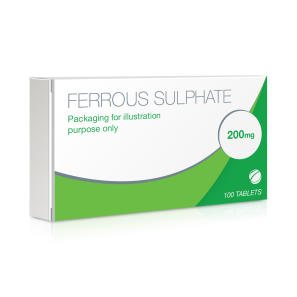 FERROUS SULPHATE
Packaging for illustration
purpose only
200mg
100 TABLETS